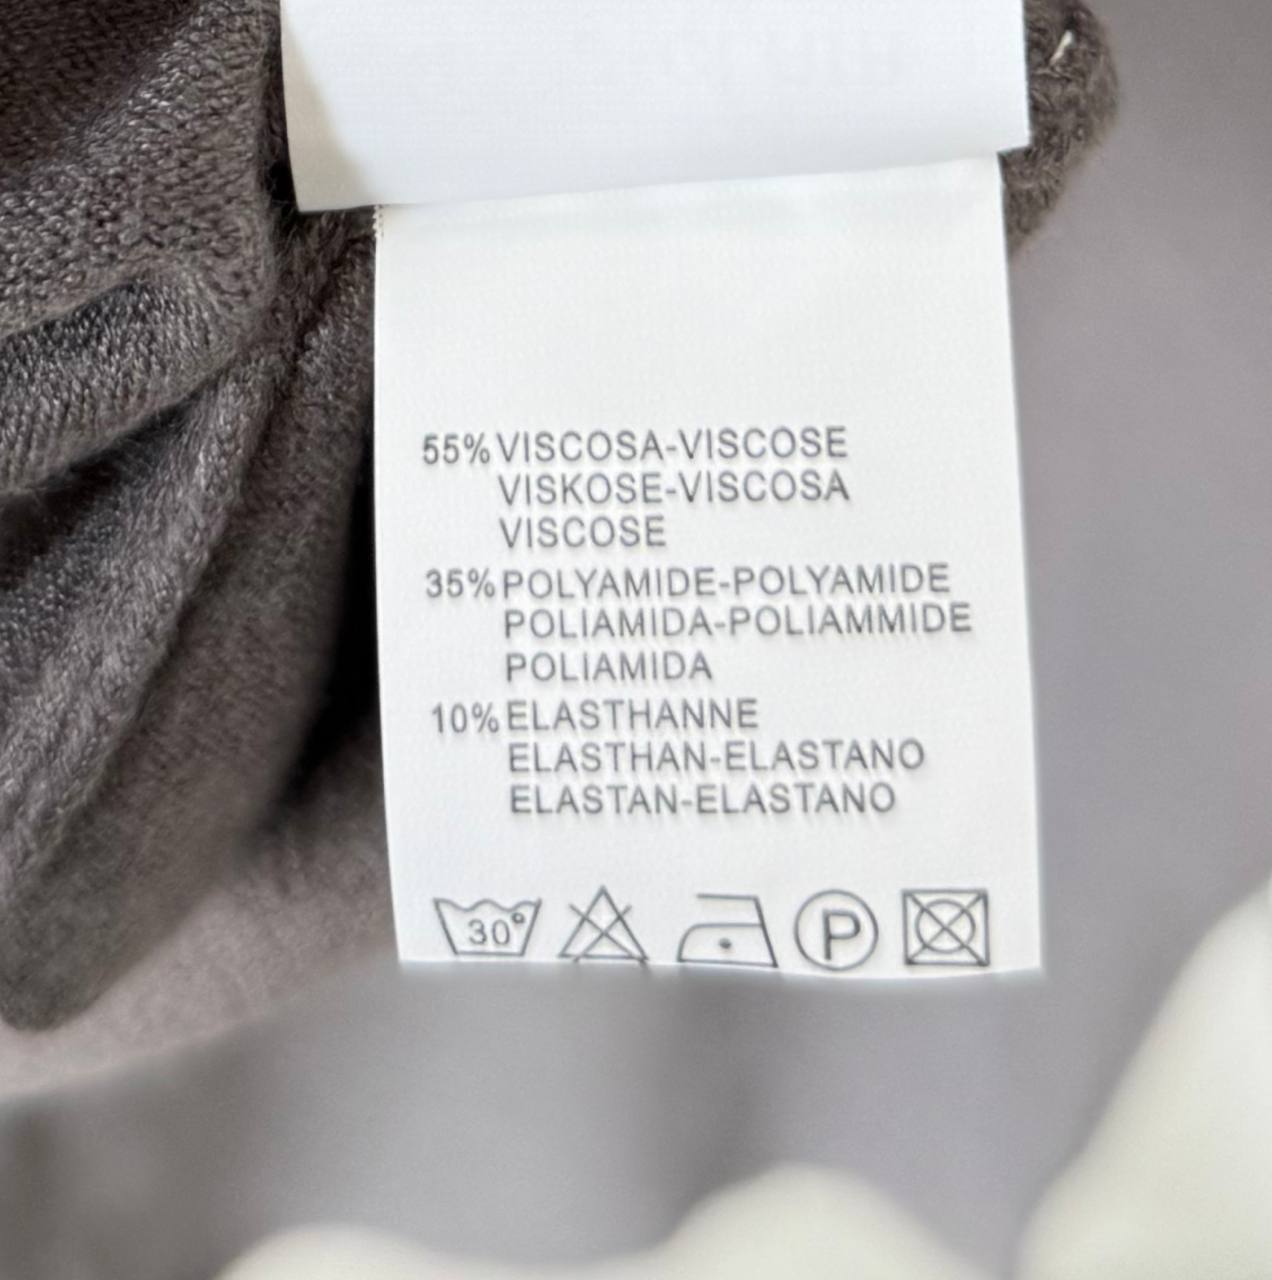 55% VISCOSA-VISCOSE
VISKOSE-VISCOSA
VISCOSE
35% POLYAMIDE-POLYAMIDE
POLIAMIDA-POLIAMMIDE
POLIAMIDA
10% ELASTHANNE
ELASTHAN-ELASTANO
ELASTAN-ELASTANO
30° P